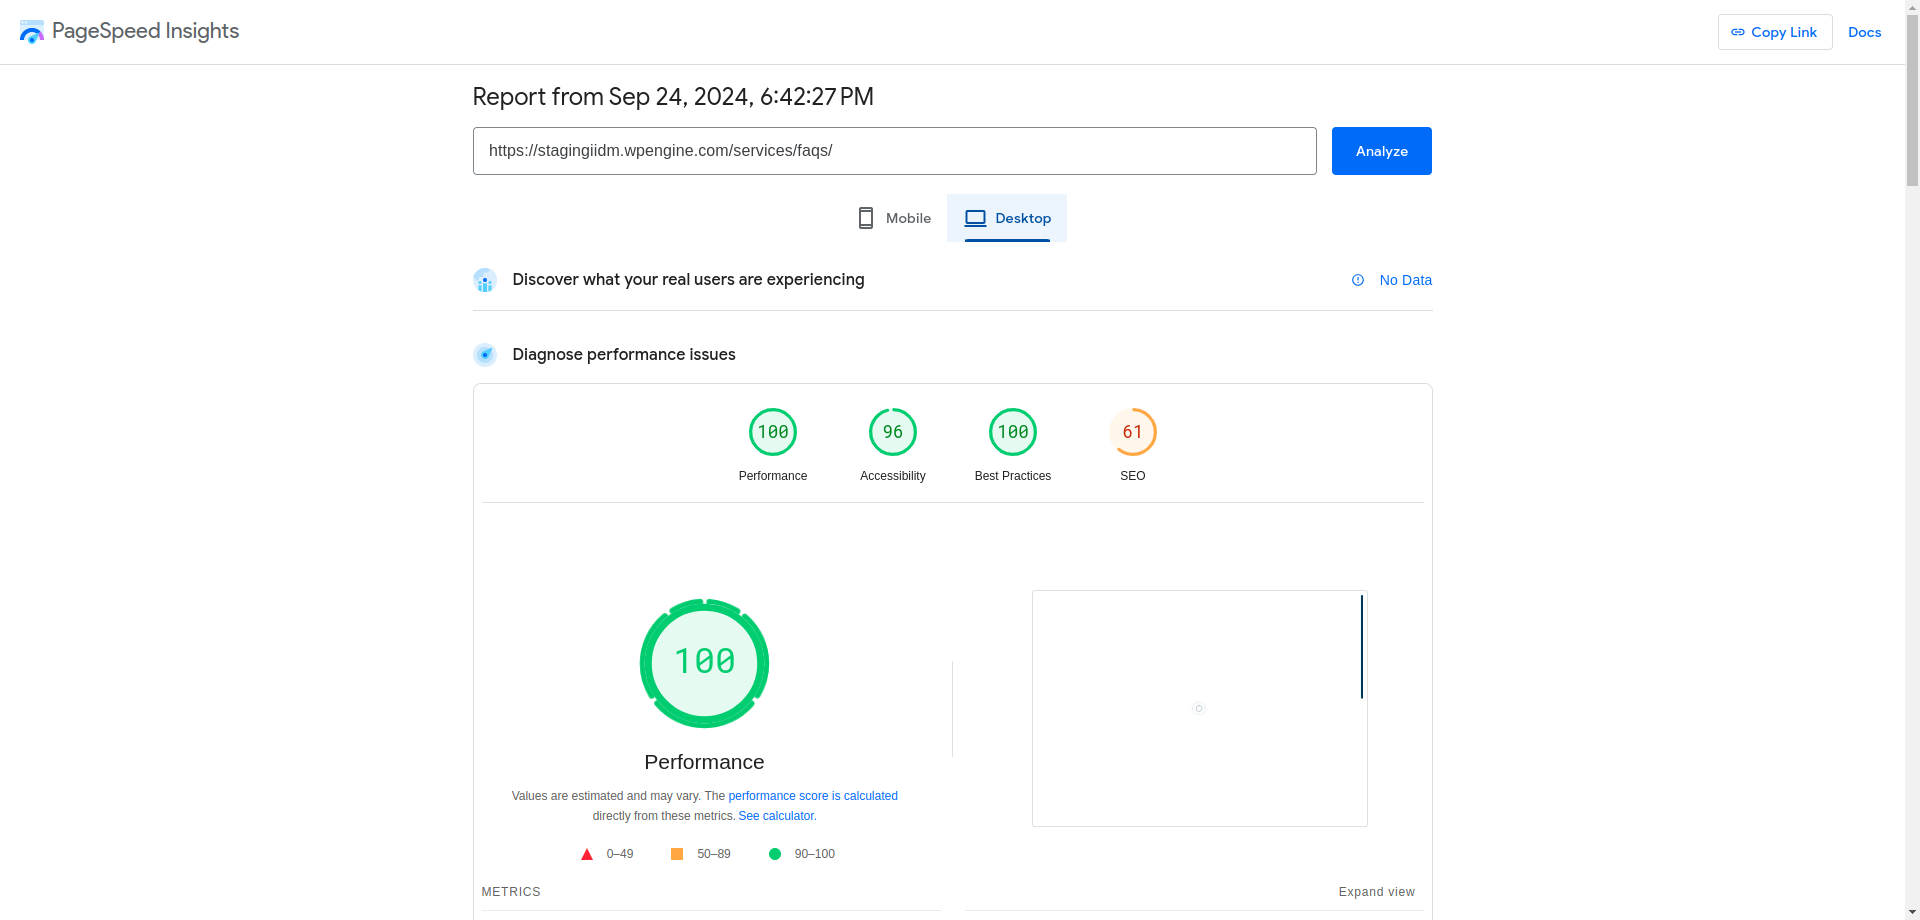 PageSpeed Insights
Copy Link
Docs
Report from Sep 24, 2024, 6:42:27 PM
https://stagingiidm.wpengine.com/services/faqs/
Analyze
Mobile
Desktop
Discover what your real users are experiencing
No Data
Diagnose performance issues
100
96
100
61
Performance
Accessibility
Best Practices
SEO
100
Performance
Values are estimated and may vary. The performance score is calculated
directly from these metrics. See calculator.
0–49
50–89
90–100
METRICS
Expand view